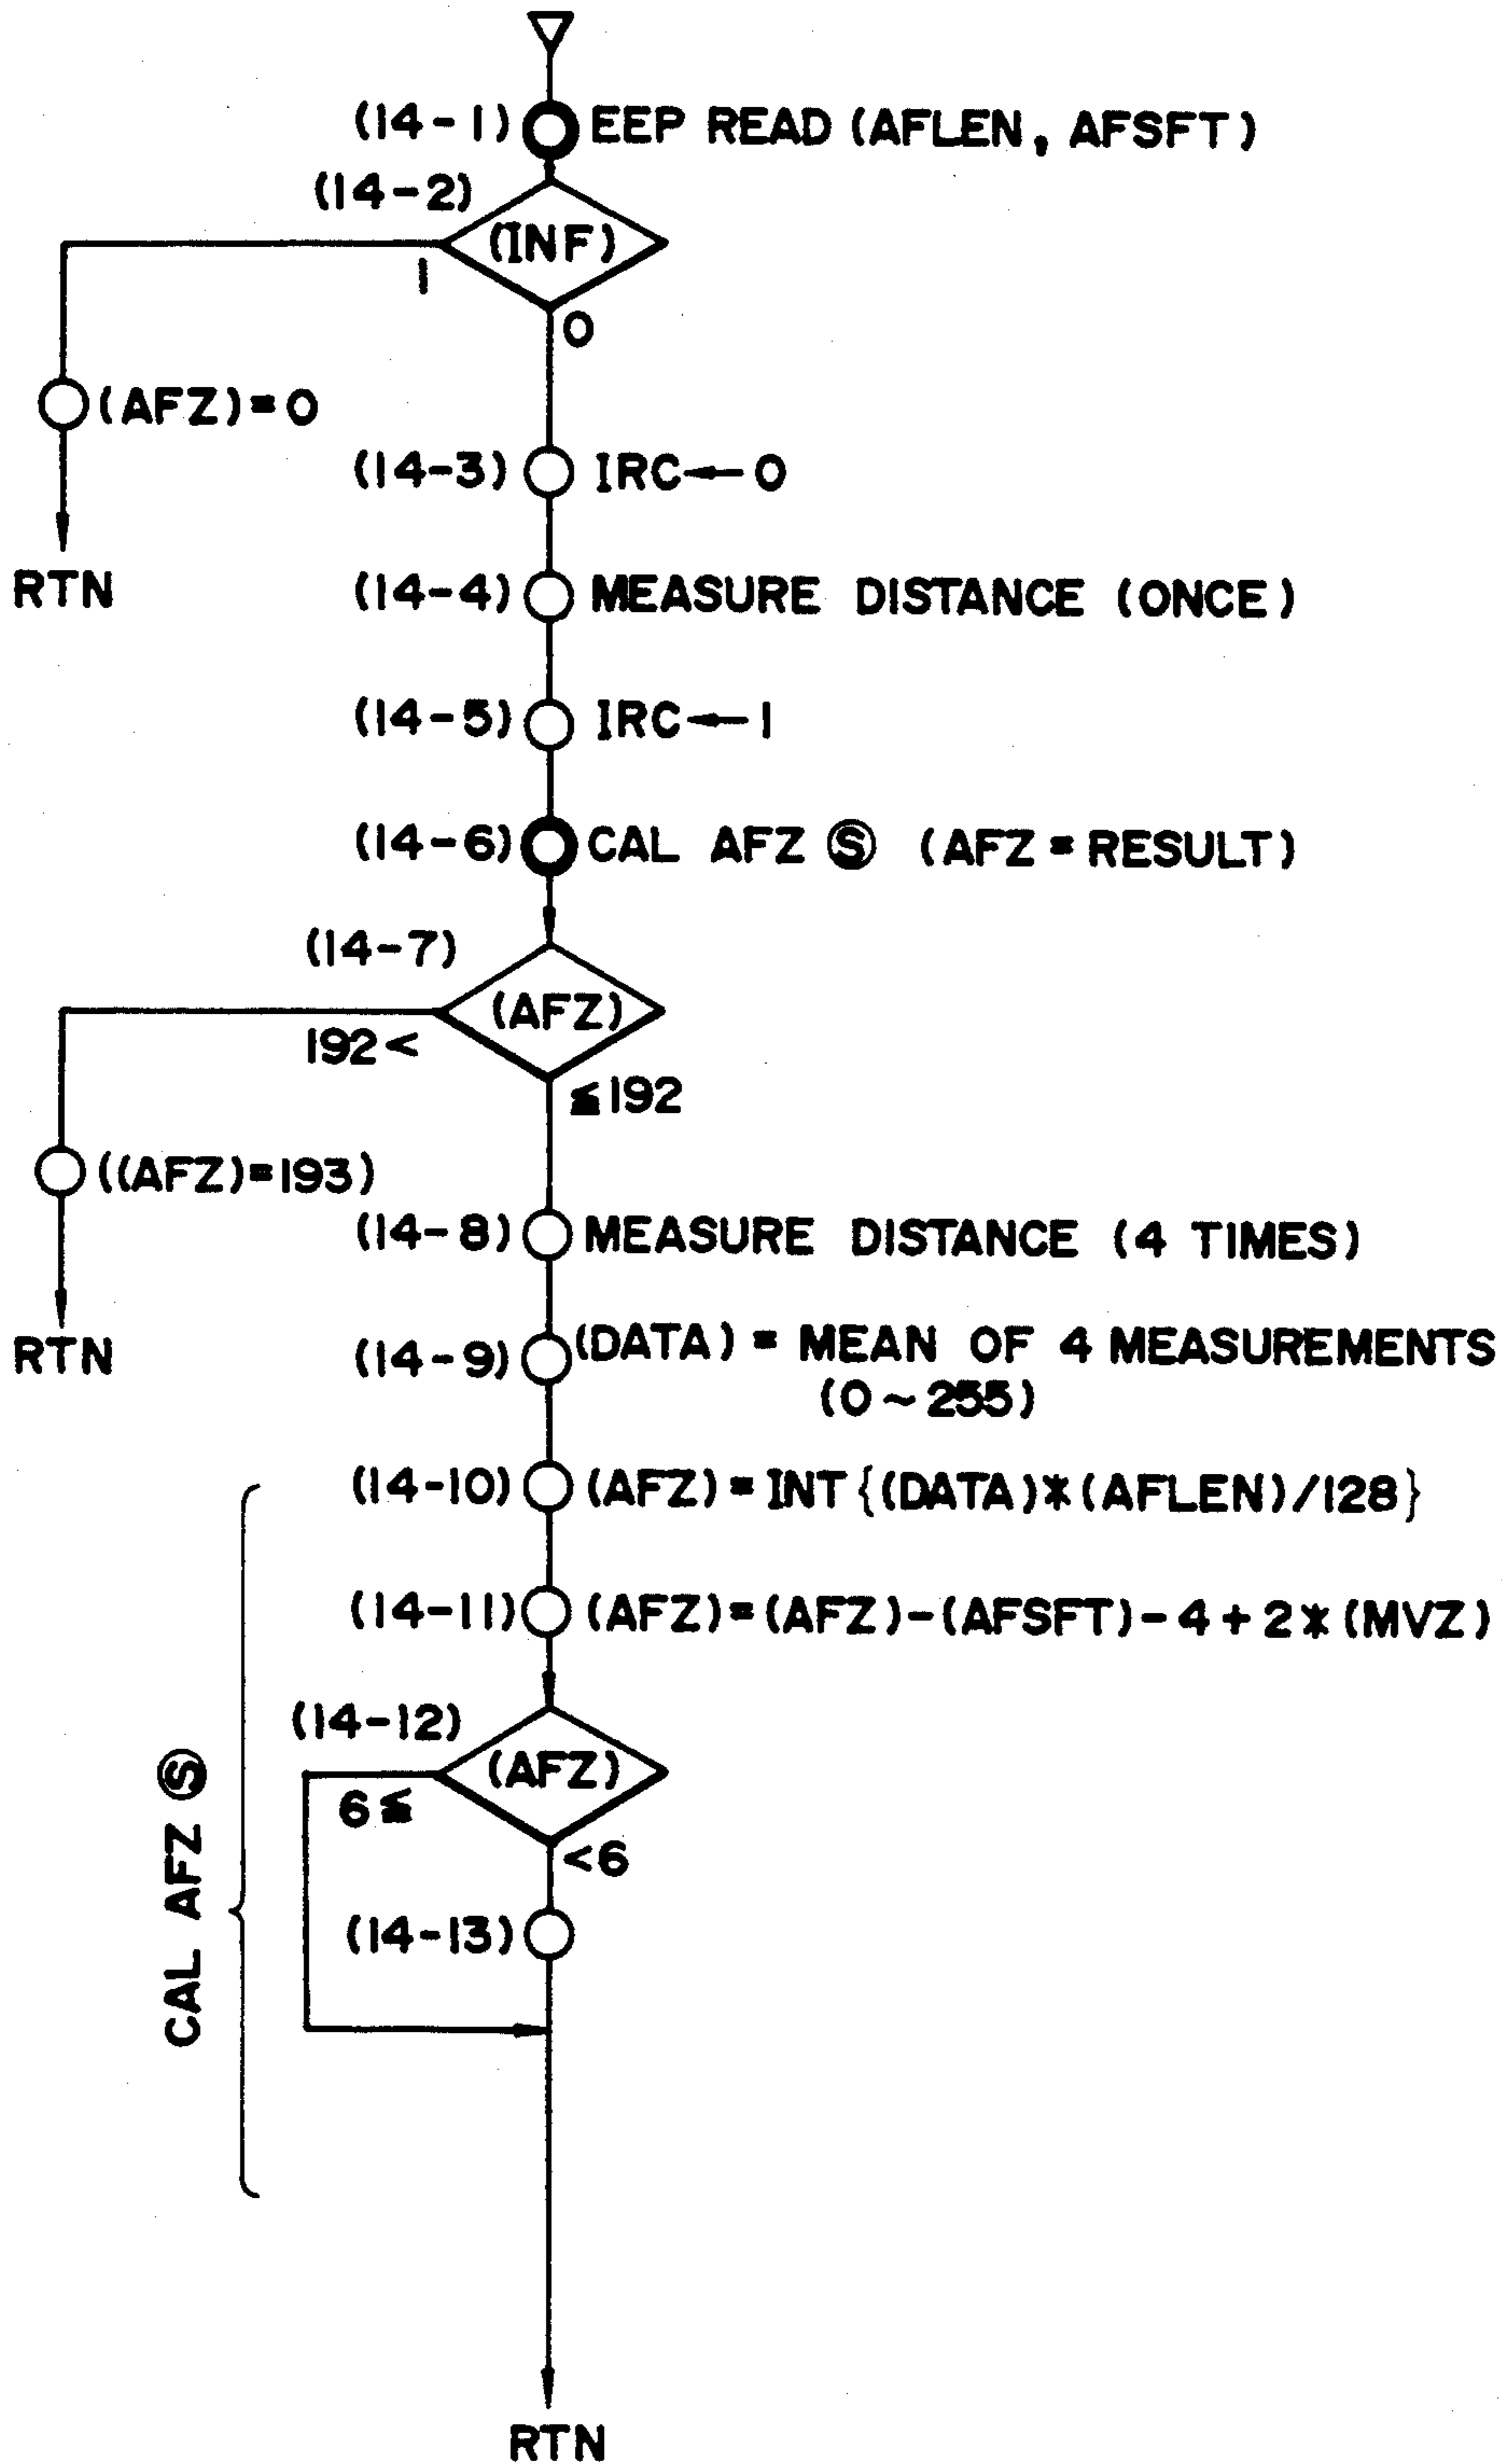 (14-1) EEP READ (AFLEN, AFSFT)
(14-2)
(INF)
1
0
(AFZ)=0
(14-3) IRC←0
RTN
(14-4) MEASURE DISTANCE (ONCE)
(14-5) IRC←1
(14-6) CAL AFZ Ⓢ (AFZ=RESULT)
(14-7)
(AFZ)
192<
≦192
((AFZ)=193)
(14-8) MEASURE DISTANCE (4 TIMES)
RTN
(14-9) (DATA) = MEAN OF 4 MEASUREMENTS
(0~255)
(14-10) (AFZ)=INT{(DATA)*(AFLEN)/128}
(14-11) (AFZ)=(AFZ)-(AFSFT)-4+2*(MVZ)
(14-12)
(AFZ)
6≦
<6
CAL AFZ Ⓢ
(14-13)
RTN